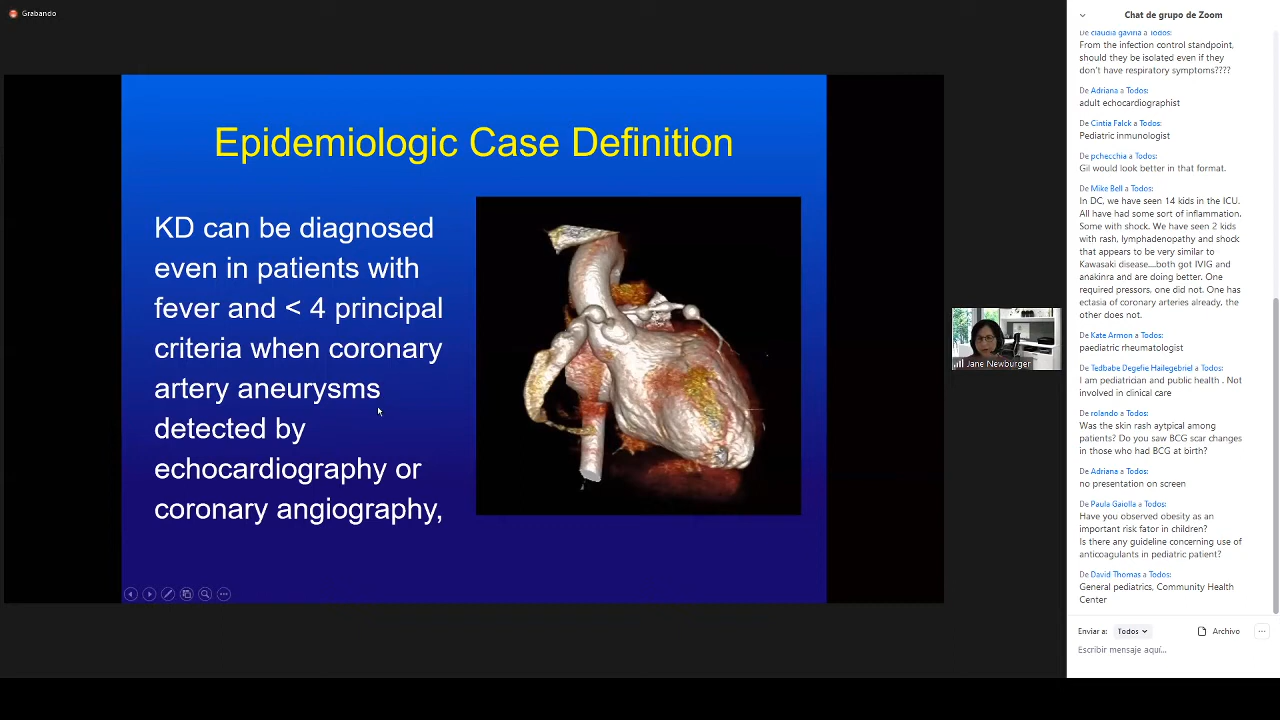 Grabando
Epidemiologic Case Definition
KD can be diagnosed
even in patients with
fever and < 4 principal
criteria when coronary
artery aneurysms
detected by
echocardiography or
coronary angiography,
Jane Newburger
Chat de grupo de Zoom
De claudia gaviria a Todos:
From the infection control standpoint,
should they be isolated even if they
don't have respiratory symptoms????
De Adriana a Todos:
adult echocardiographist
De Cintia Falck a Todos:
Pediatric inmunologist
De pchecchia a Todos:
Gil would look better in that format.
De Mike Bell a Todos:
In DC, we have seen 14 kids in the ICU.
All have had some sort of inflammation.
Some with shock. We have seen 2 kids
with rash, lymphadenopathy and shock
that appears to be very similar to
Kawasaki disease....both got IVIG and
anakinra and are doing better. One
required pressors, one did not. One has
ectasia of coronary arteries already, the
other does not.
De Kate Armon a Todos:
paediatric rheumatologist
De Tedbabe Degefie Hailegebriel a Todos:
I am pediatrician and public health . Not
involved in clinical care
De rolando a Todos:
Was the skin rash aytpical among
patients? Do you saw BCG scar changes
in those who had BCG at birth?
De Adriana a Todos:
no presentation on screen
De Paula Gaiolla a Todos:
Have you observed obesity as an
important risk fator in children?
Is there any guideline concerning use of
anticoagulants in pediatric patient?
De David Thomas a Todos:
General pediatrics, Community Health
Center
Enviar a: Todos
Archivo
Escribir mensaje aquí...